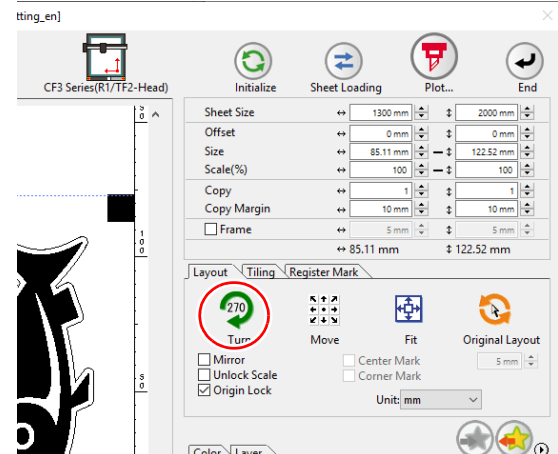 tting_en]
CF3 Series(R1/TF2-Head)
Initialize
Sheet Loading
Plot...
End
Sheet Size 1300 mm 2000 mm
Offset 0 mm 0 mm
Size 85.11 mm 122.52 mm
Scale(%) 100 100
Copy 1 1
Copy Margin 10 mm 10 mm
Frame 5 mm 5 mm
85.11 mm 122.52 mm
Layout Tiling Register Mark
270
Turn Move Fit Original Layout
Mirror Center Mark 5 mm
Unlock Scale Corner Mark
Origin Lock
Unit: mm
Color Layer
150
100
50